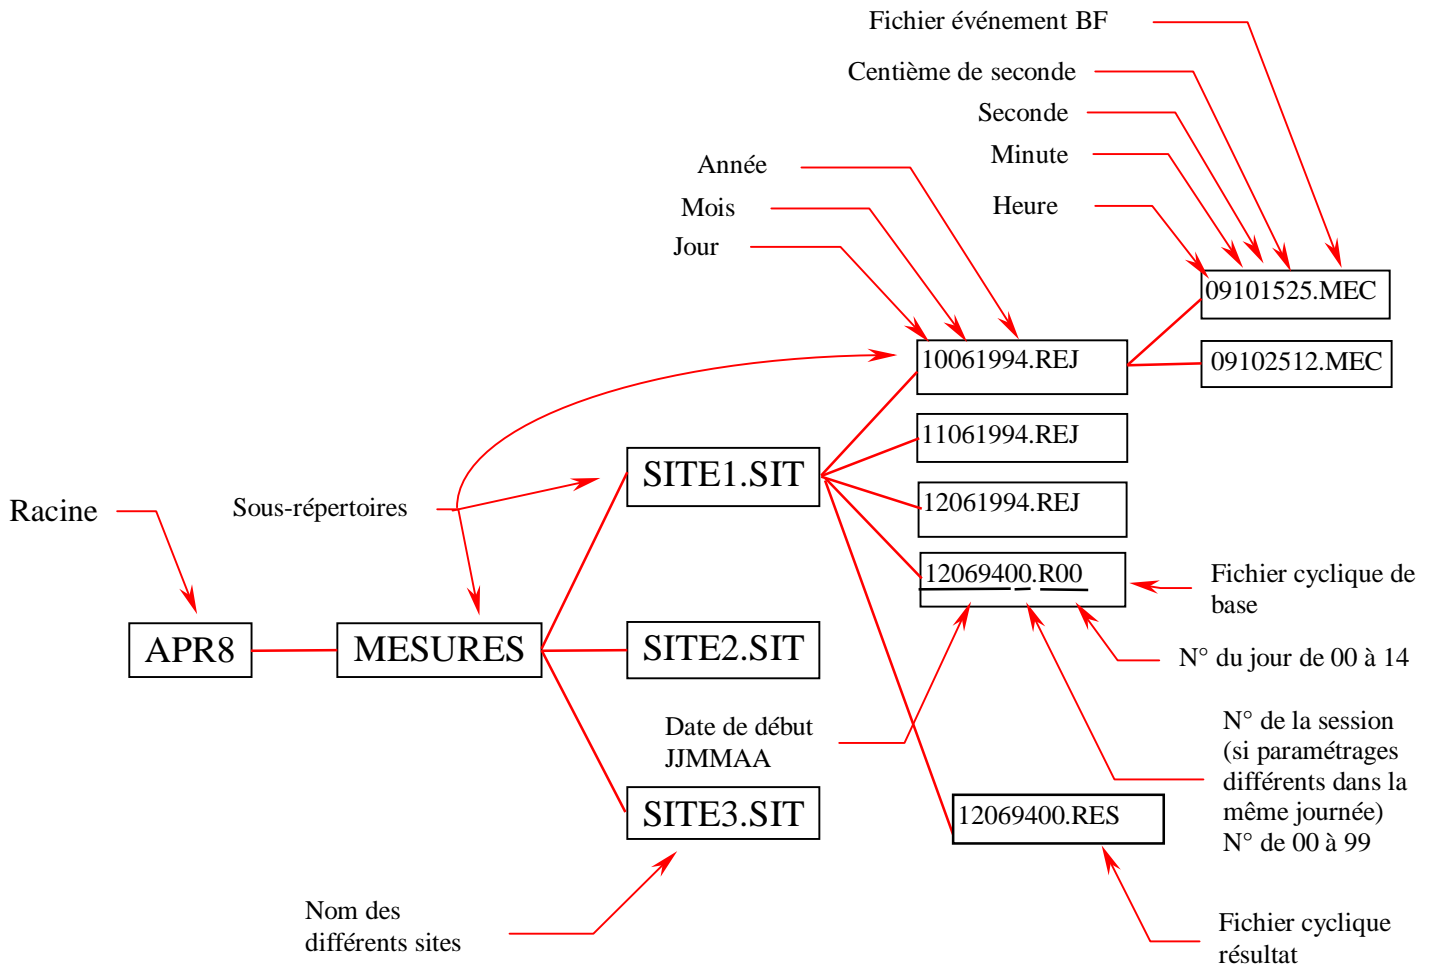 Fichier événement BF
Centième de seconde
Seconde
Minute
Année
Heure
Mois
Jour
09101525.MEC
10061994.REJ
09102512.MEC
11061994.REJ
SITE1.SIT
12061994.REJ
Racine
Sous-répertoires
12069400.R00
Fichier cyclique de
base
APR8
MESURES
SITE2.SIT
N° du jour de 00 à 14
Date de début
JJMMAA
N° de la session
(si paramétrages
différents dans la
même journée)
N° de 00 à 99
SITE3.SIT
12069400.RES
Nom des
différents sites
Fichier cyclique
résultat